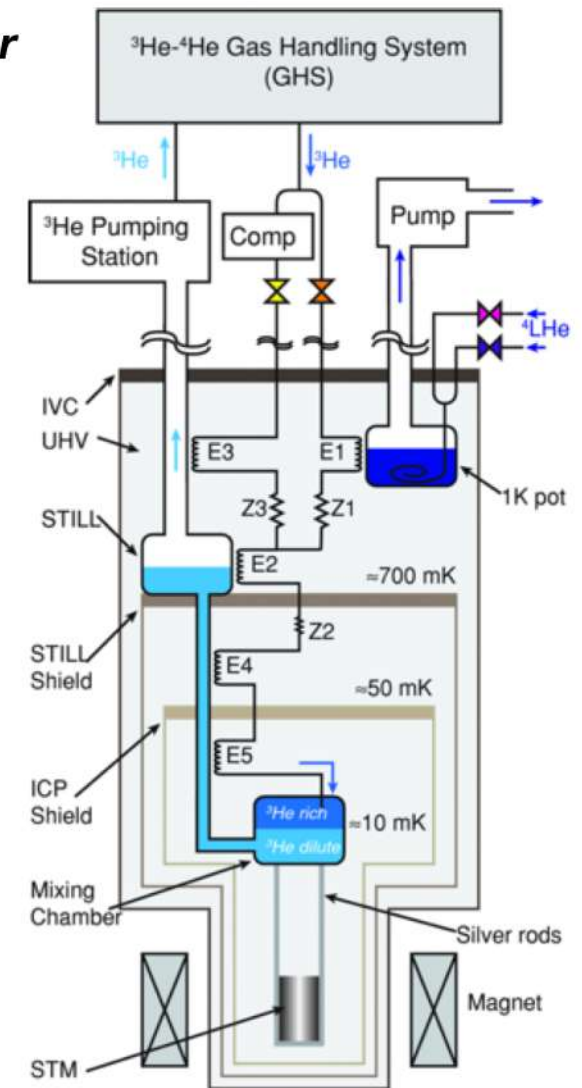 r
³He-⁴He Gas Handling System
(GHS)
³He
³He
³He Pumping
Station
Comp
Pump
⁴LHe
IVC
UHV
E3
E1
1K pot
Z3
Z1
STILL
E2
≈700 mK
Z2
STILL
Shield
E4
≈50 mK
E5
ICP
Shield
³He rich
≈10 mK
³He dilute
Mixing
Chamber
Silver rods
Magnet
STM